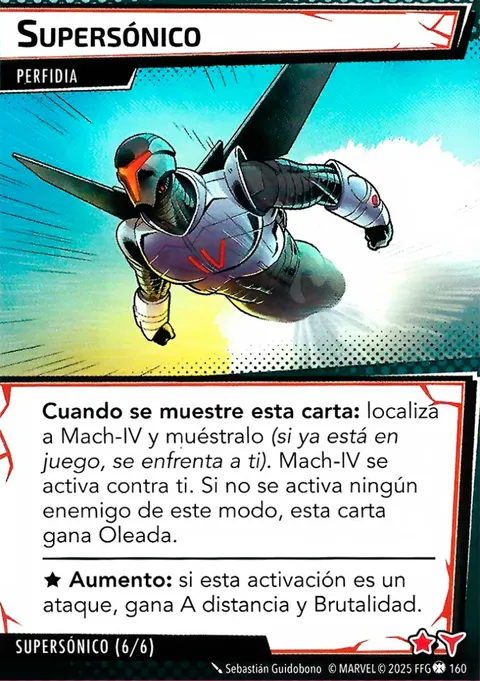 SUPERSÓNICO
PERFIDIA
IV
Cuando se muestre esta carta: localiza
a Mach-IV y muéstralo (si ya está en
juego, se enfrenta a ti). Mach-IV se
activa contra ti. Si no se activa ningún
enemigo de este modo, esta carta
gana Oleada.
★ Aumento: si esta activación es un
ataque, gana A distancia y Brutalidad.
SUPERSÓNICO (6/6)
Sebastián Guidobono © MARVEL © 2025 FFG 160